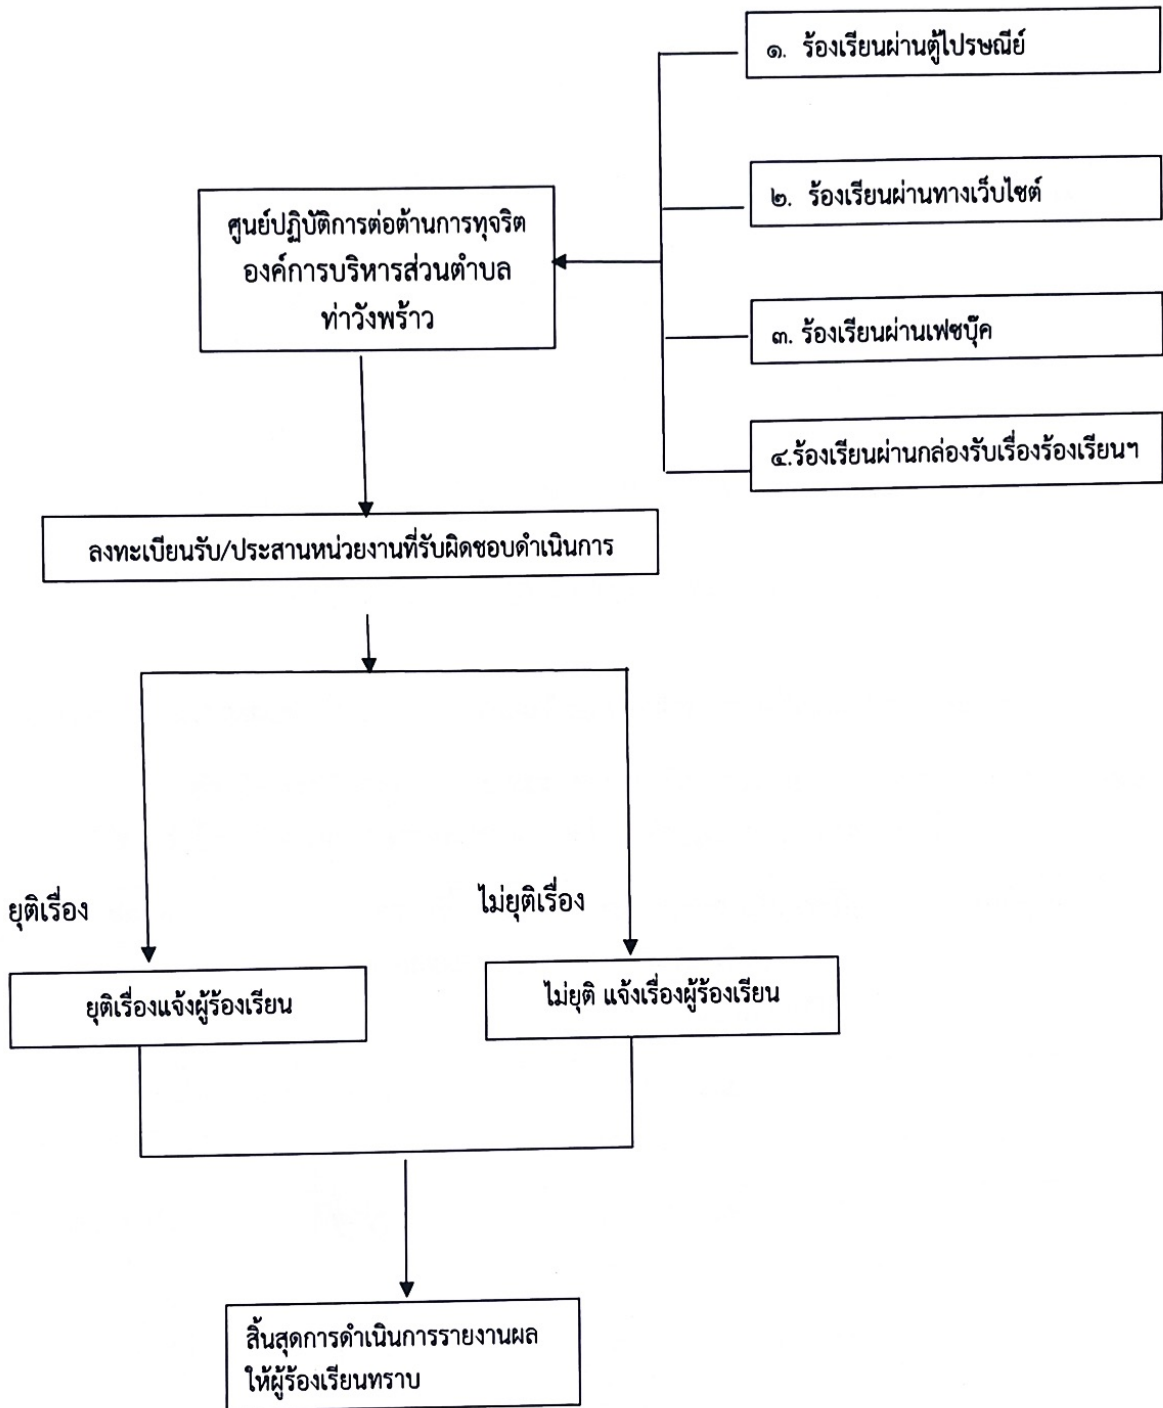 ๑. ร้องเรียนผ่านตู้ไปรษณีย์
๒. ร้องเรียนผ่านทางเว็บไซต์
ศูนย์ปฏิบัติการต่อต้านการทุจริต
องค์การบริหารส่วนตำบล
ท่าวังพร้าว
๓. ร้องเรียนผ่านเฟซบุ๊ค
๔.ร้องเรียนผ่านกล่องรับเรื่องร้องเรียนฯ
ลงทะเบียนรับ/ประสานหน่วยงานที่รับผิดชอบดำเนินการ
ยุติเรื่อง
ไม่ยุติเรื่อง
ยุติเรื่องแจ้งผู้ร้องเรียน
ไม่ยุติ แจ้งเรื่องผู้ร้องเรียน
สิ้นสุดการดำเนินการรายงานผล
ให้ผู้ร้องเรียนทราบ